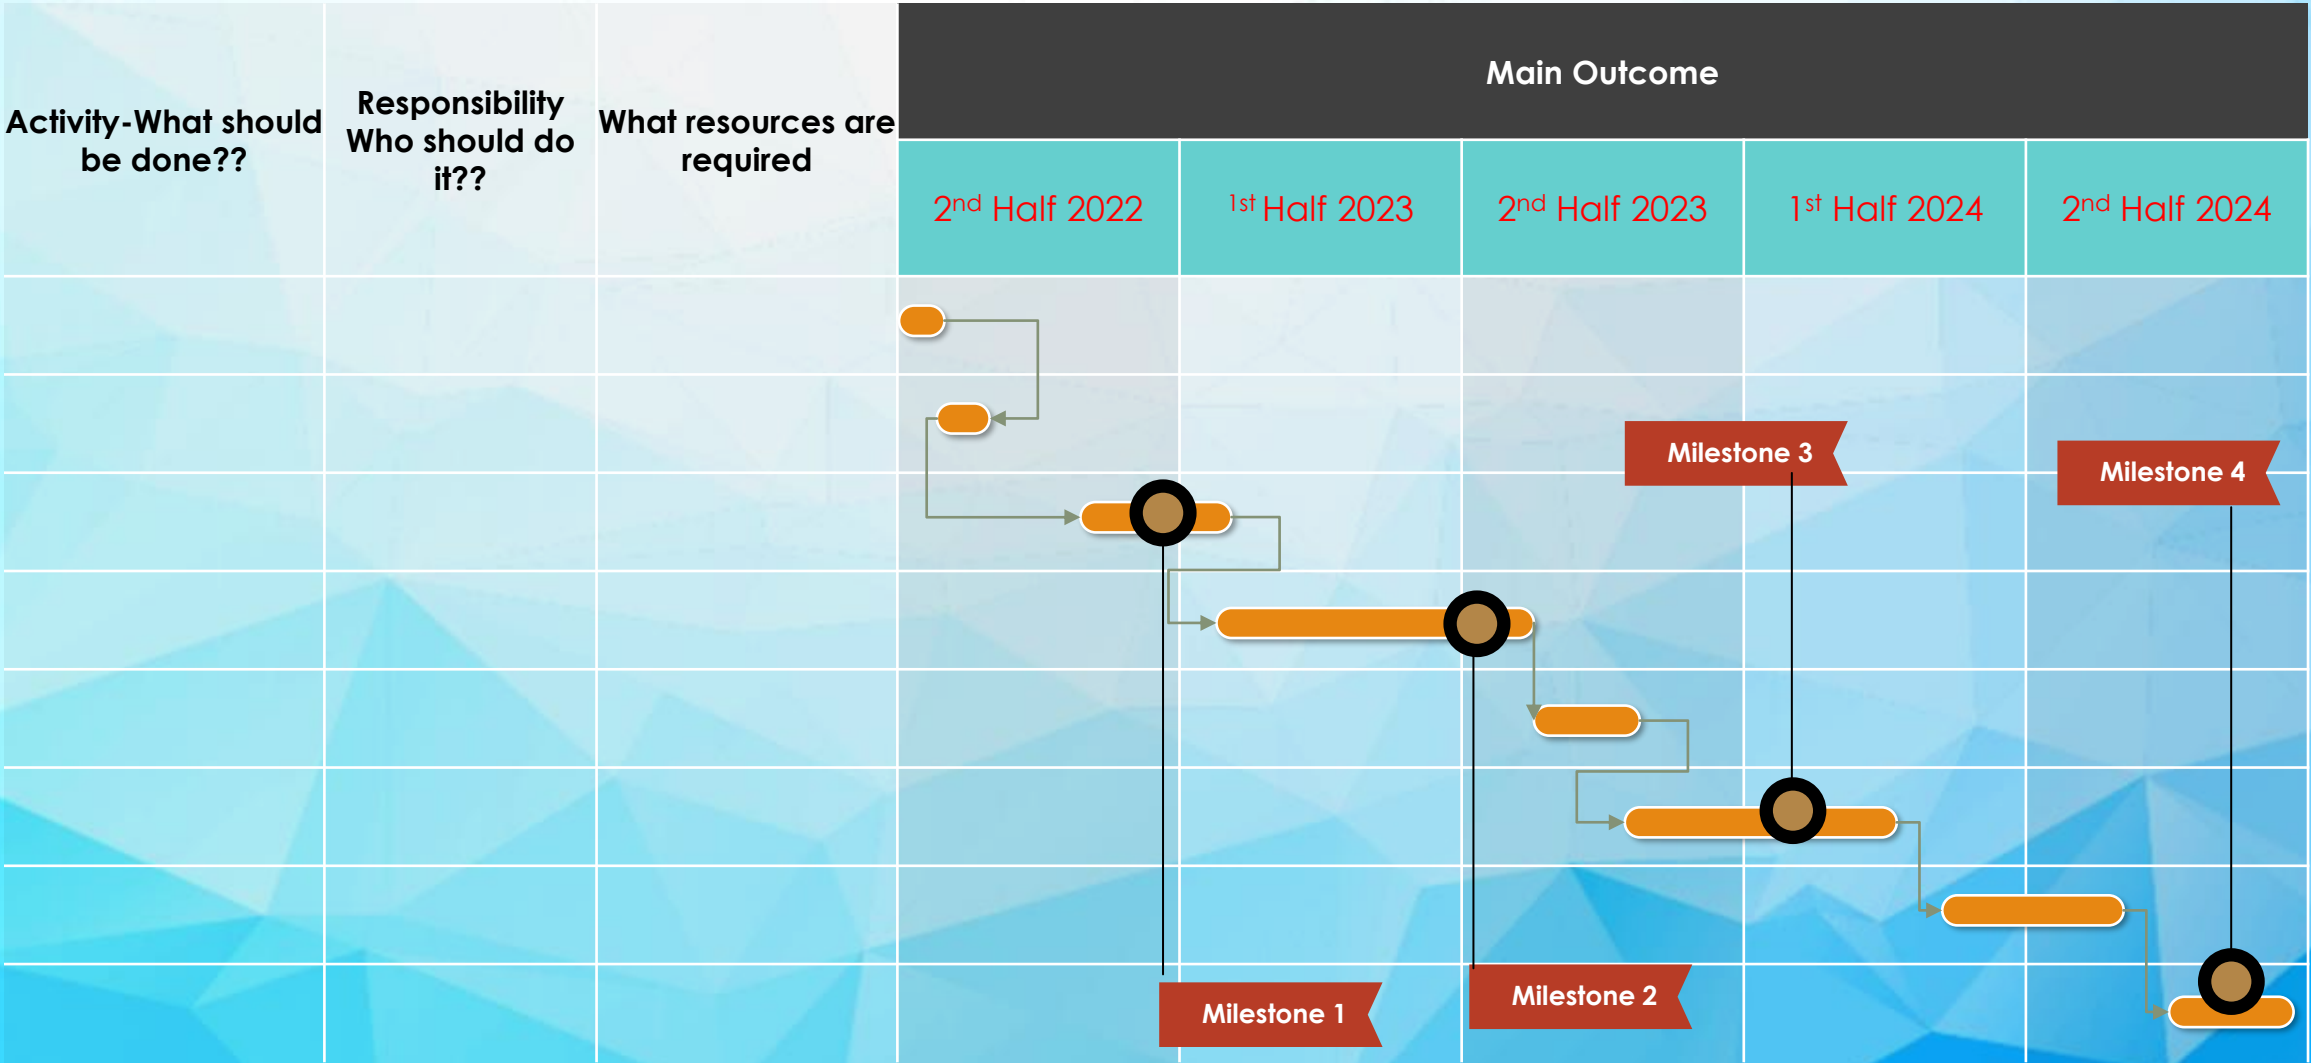 Activity-What should
be done??
Responsibility
Who should do
it??
What resources are
required
Main Outcome
2nd Half 2022
1st Half 2023
2nd Half 2023
1st Half 2024
2nd Half 2024
Milestone 3
Milestone 4
Milestone 1
Milestone 2